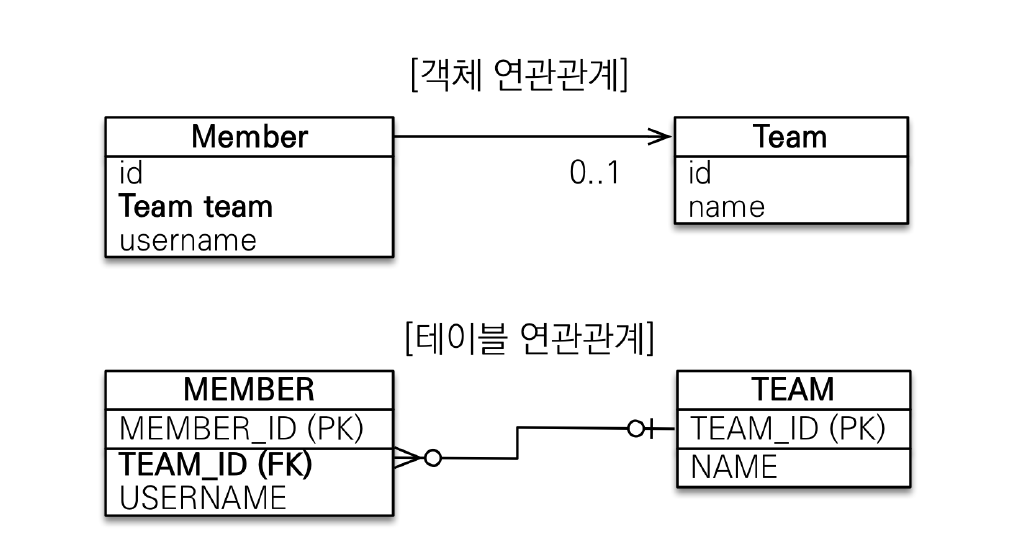 [객체 연관관계]
Member
id
Team team
username
0..1
Team
id
name
[테이블 연관관계]
MEMBER
MEMBER_ID (PK)
TEAM_ID (FK)
USERNAME
TEAM
TEAM_ID (PK)
NAME